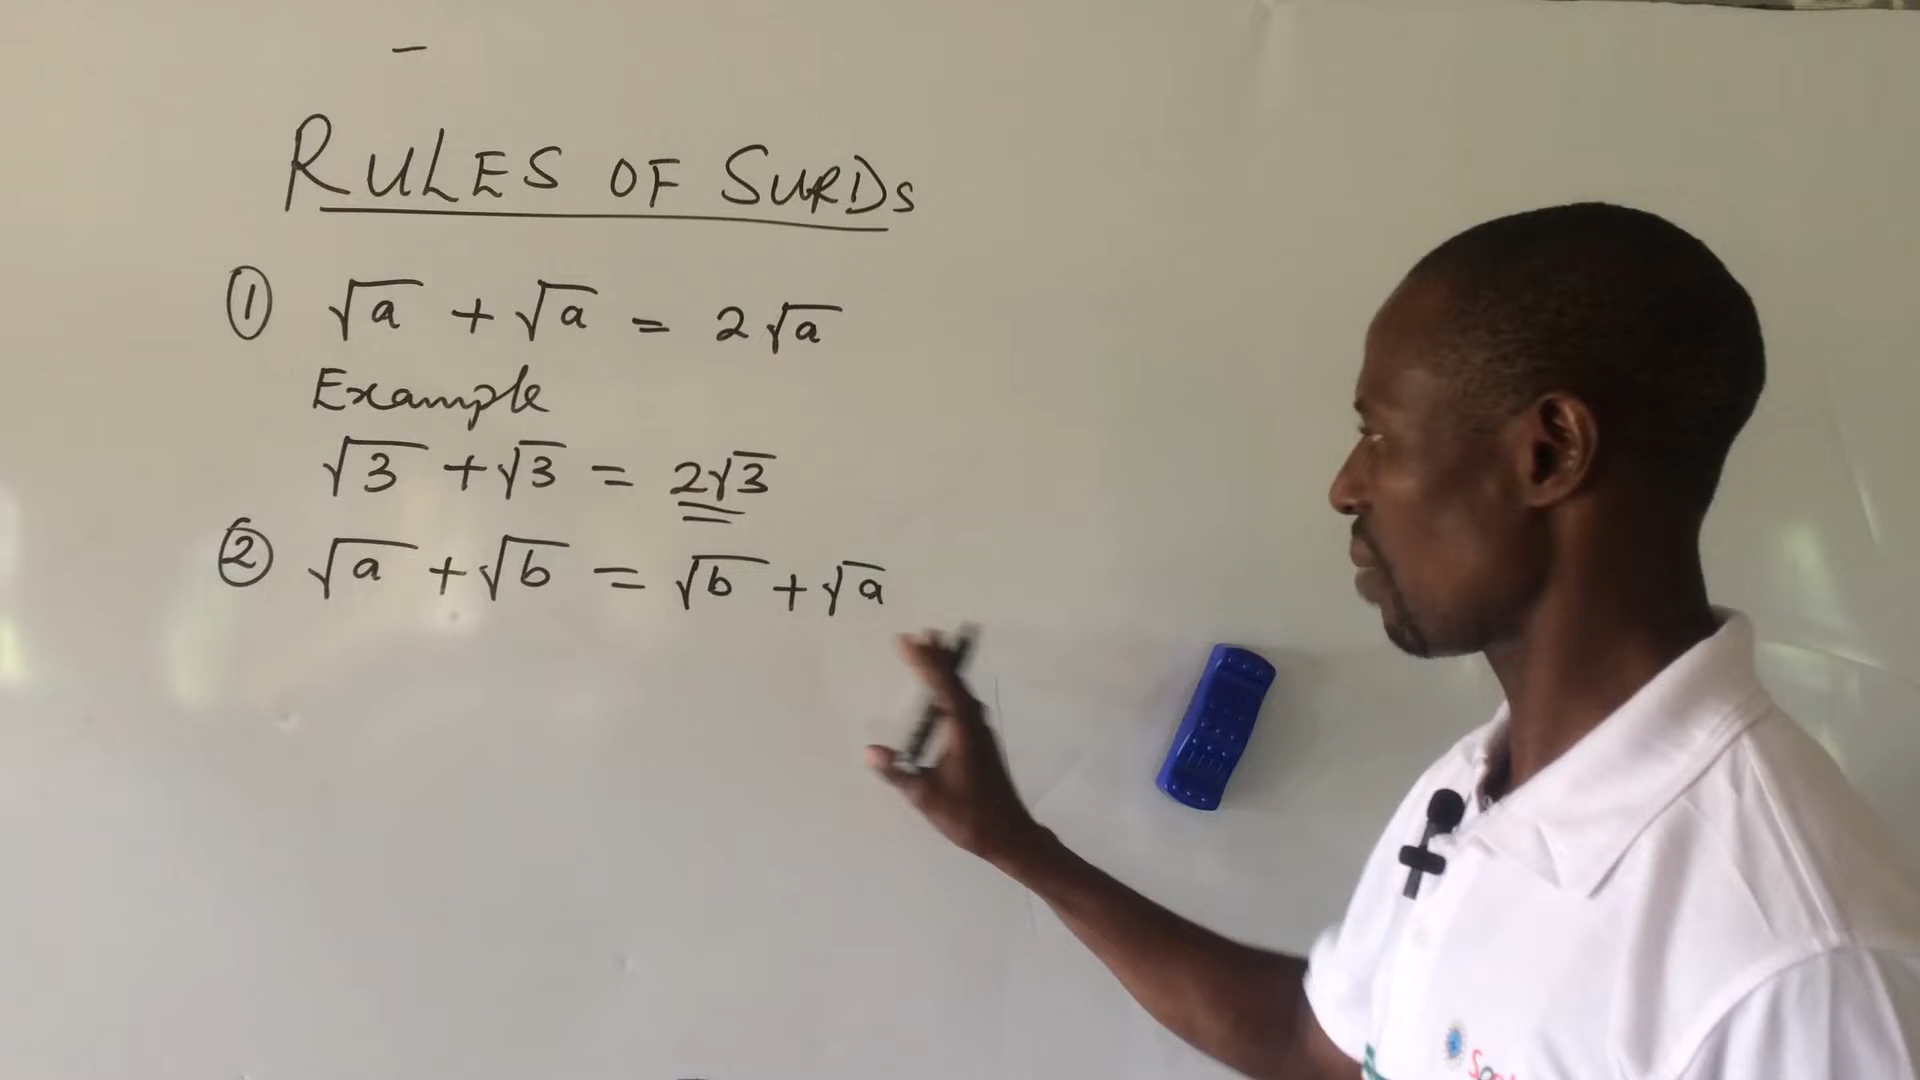 RULES OF SURDS
① √a + √a = 2√a
Example
√3 + √3 = 2√3
② √a + √b = √b + √a